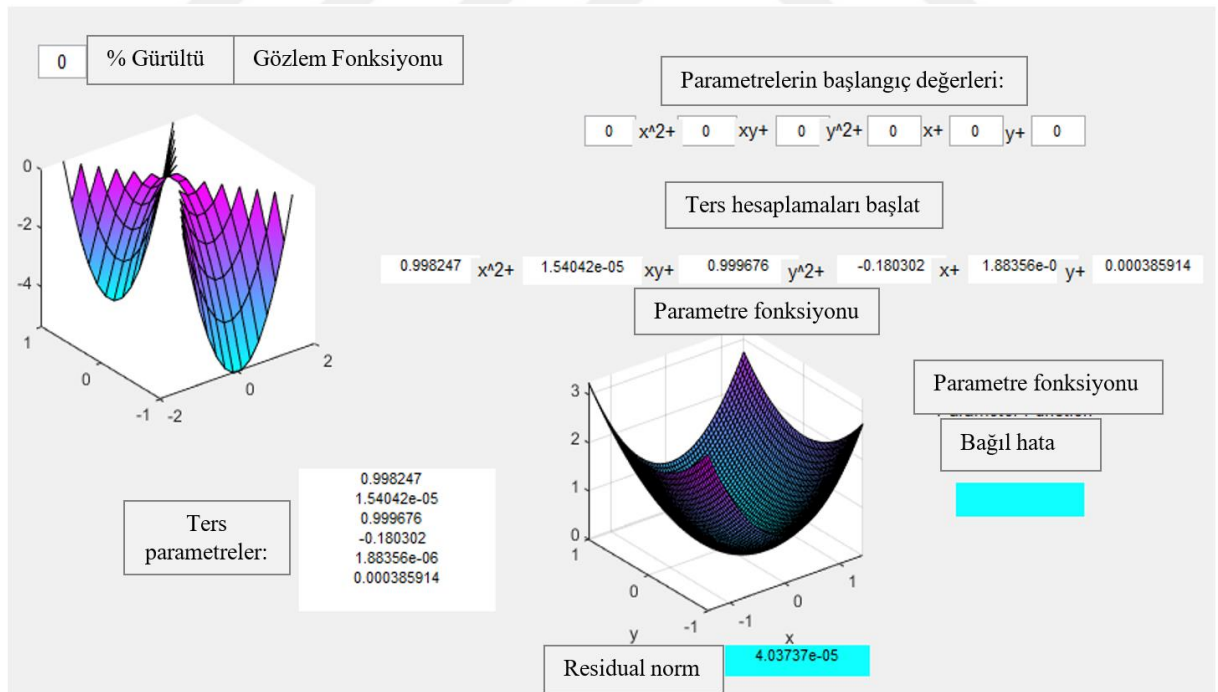 0 % Gürültü Gözlem Fonksiyonu
Parametrelerin başlangıç değerleri:
0 x^2+ 0 xy+ 0 y^2+ 0 x+ 0 y+ 0
Ters hesaplamaları başlat
0.998247 x^2+ 1.54042e-05 xy+ 0.999676 y^2+ -0.180302 x+ 1.88356e-0 y+ 0.000385914
0
-2
-4
1
0
-1
-2
0
2
Parametre fonksiyonu
3
2
1
0
1
0
-1
y
-1
0
1
x
Parametre fonksiyonu
Bağıl hata
Ters
parametreler:
0.998247
1.54042e-05
0.999676
-0.180302
1.88356e-06
0.000385914
Residual norm
4.03737e-05